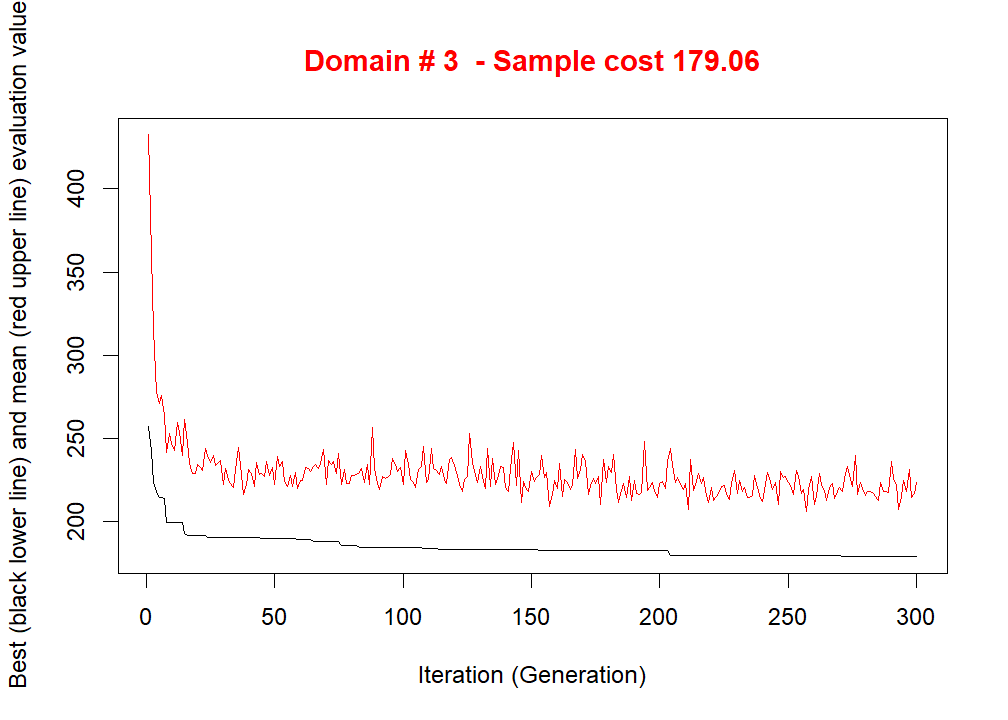 Domain # 3  - Sample cost 179.06
Best (black lower line) and mean (red upper line) evaluation value
400
350
300
250
200
0 50 100 150 200 250 300
Iteration (Generation)